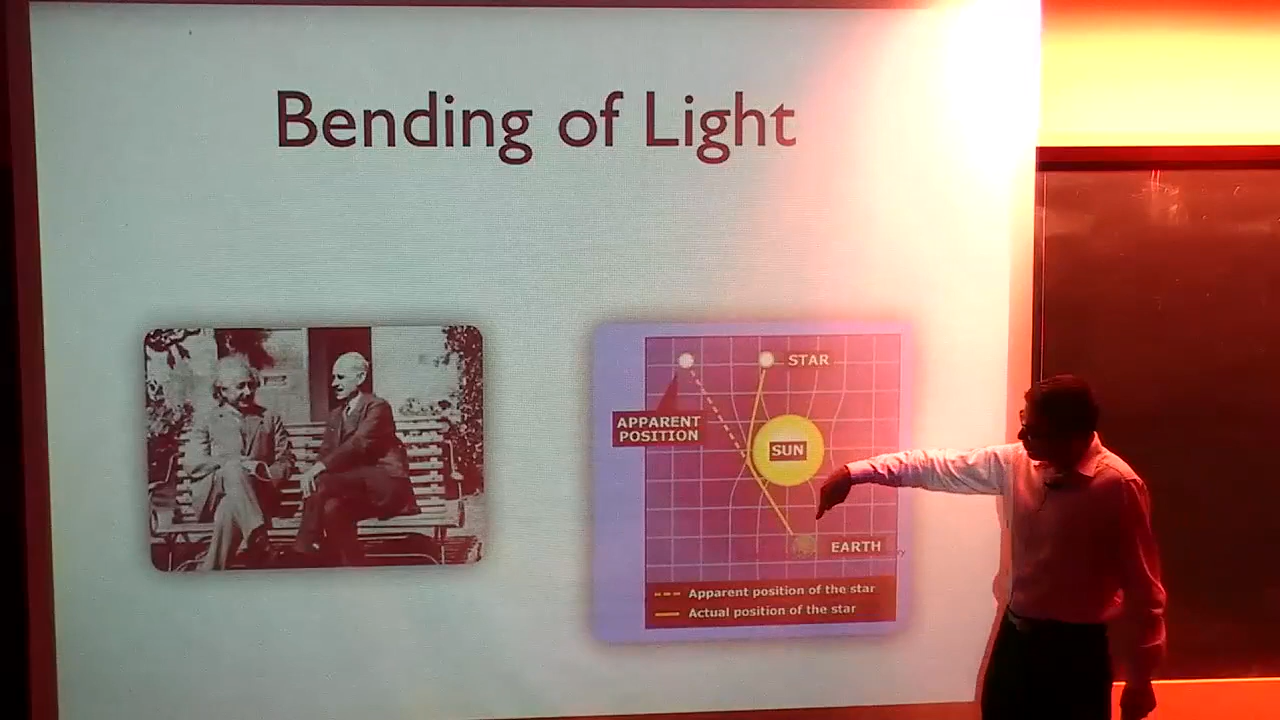 Bending of Light
STAR
APPARENT
POSITION
SUN
EARTH
Apparent position of the star
Actual position of the star